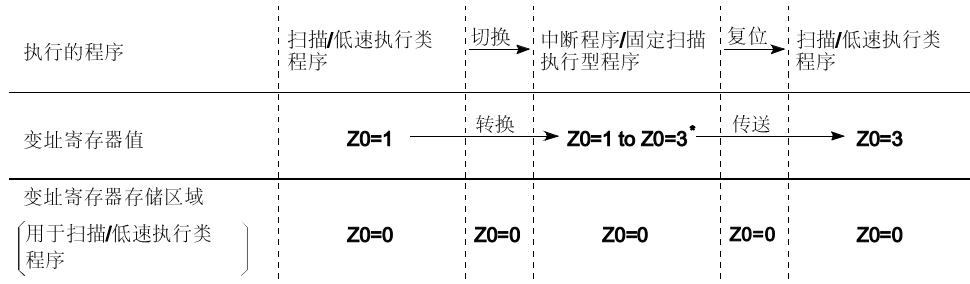 执行的程序 扫描/低速执行类程序 切换 中断程序/固定扫描执行型程序 复位 扫描/低速执行类程序
变址寄存器值 Z0=1 转换 Z0=1 to Z0=3* 传送 Z0=3
变址寄存器存储区域
(用于扫描/低速执行类程序) Z0=0 Z0=0 Z0=0 Z0=0 Z0=0